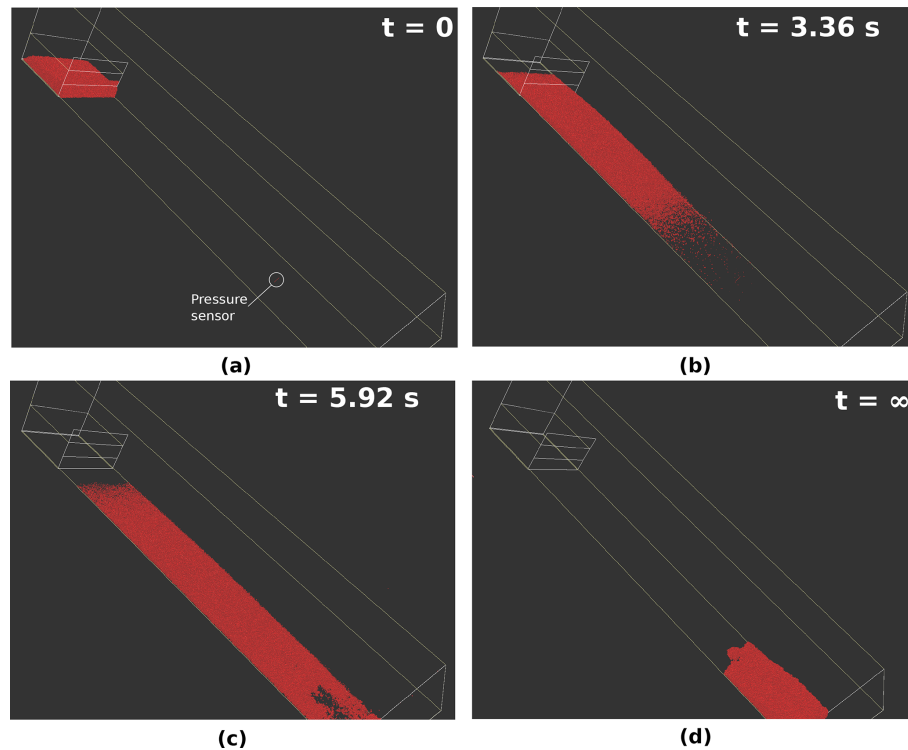 t = 0
Pressure
sensor
(a)
t = 3.36 s
(b)
t = 5.92 s
(c)
t = ∞
(d)